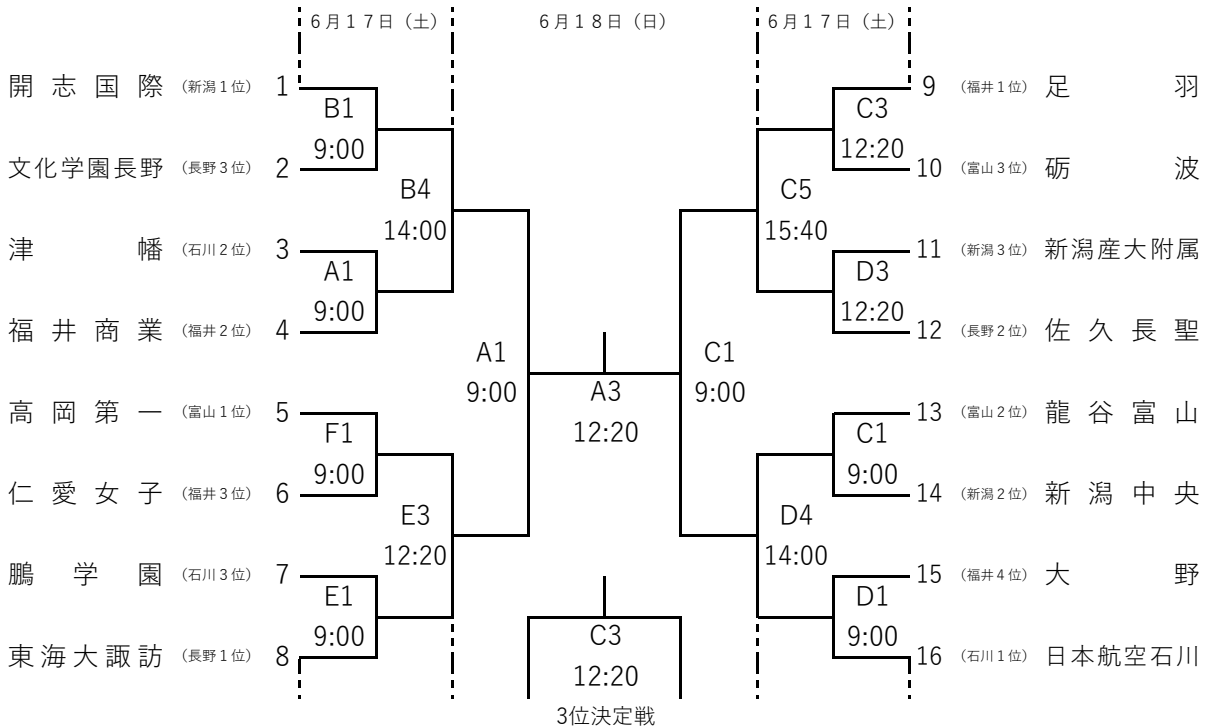 6月17日（土） 6月18日（日） 6月17日（土）
開志国際 （新潟1位） 1
B1
9:00
文化学園長野 （長野3位） 2
B4
14:00
津幡 （石川2位） 3
A1
9:00
福井商業 （福井2位） 4
A1
9:00
高岡第一 （富山1位） 5
F1
9:00
仁愛女子 （福井3位） 6
E3
12:20
鵬学園 （石川3位） 7
E1
9:00
東海大諏訪 （長野1位） 8
A3
12:20
C3
12:20
3位決定戦
9 （福井1位） 足羽
C3
12:20
10 （富山3位） 砺波
C5
15:40
11 （新潟3位） 新潟産大附属
D3
12:20
12 （長野2位） 佐久長聖
C1
9:00
13 （富山2位） 龍谷富山
C1
9:00
14 （新潟2位） 新潟中央
D4
14:00
15 （福井4位） 大野
D1
9:00
16 （石川1位） 日本航空石川